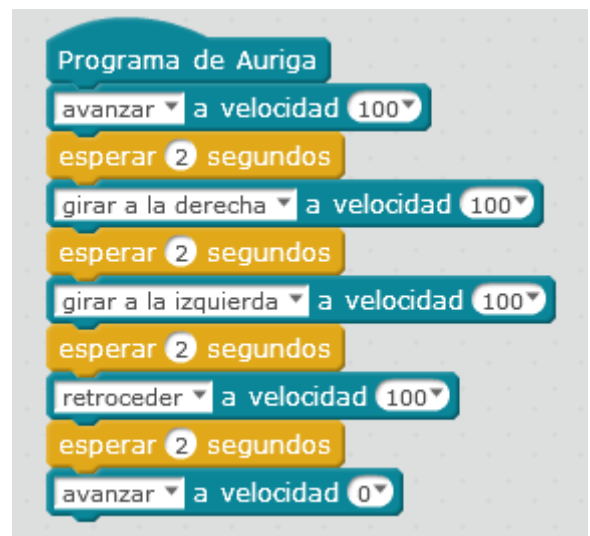 Programa de Auriga
avanzar a velocidad 100
esperar 2 segundos
girar a la derecha a velocidad 100
esperar 2 segundos
girar a la izquierda a velocidad 100
esperar 2 segundos
retroceder a velocidad 100
esperar 2 segundos
avanzar a velocidad 0